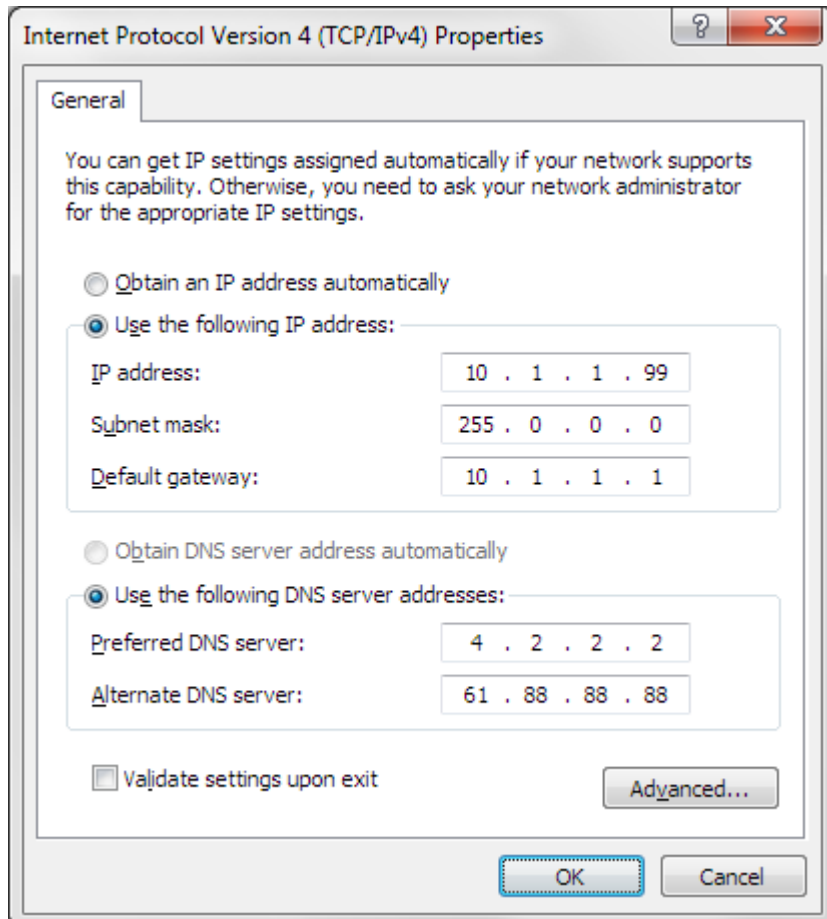 Internet Protocol Version 4 (TCP/IPv4) Properties
General
You can get IP settings assigned automatically if your network supports
this capability. Otherwise, you need to ask your network administrator
for the appropriate IP settings.
Obtain an IP address automatically
Use the following IP address:
IP address: 10 . 1 . 1 . 99
Subnet mask: 255 . 0 . 0 . 0
Default gateway: 10 . 1 . 1 . 1
Obtain DNS server address automatically
Use the following DNS server addresses:
Preferred DNS server: 4 . 2 . 2 . 2
Alternate DNS server: 61 . 88 . 88 . 88
Validate settings upon exit
Advanced...
OK Cancel